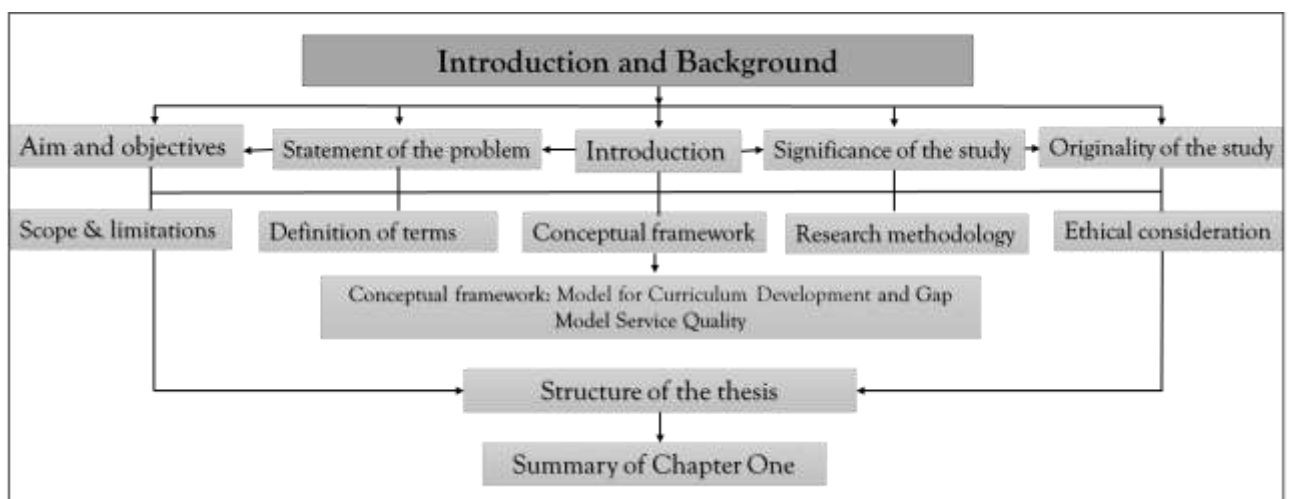 Introduction and Background
Aim and objectives
Statement of the problem
Introduction
Significance of the study
Originality of the study
Scope & limitations
Definition of terms
Conceptual framework
Research methodology
Ethical consideration
Conceptual framework: Model for Curriculum Development and Gap
Model Service Quality
Structure of the thesis
Summary of Chapter One